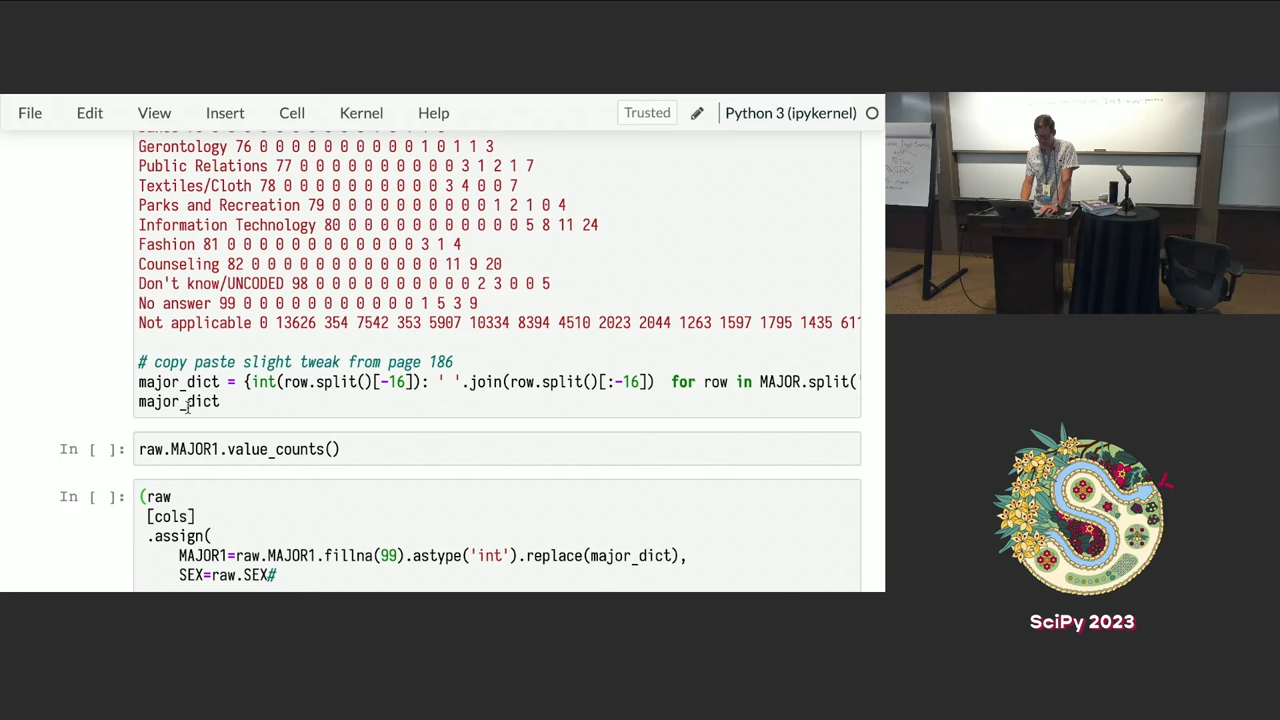 File Edit View Insert Cell Kernel Help Trusted Python 3 (ipykernel)
Gerontology 76 0 0 0 0 0 0 0 0 0 0 1 0 1 1 3
Public Relations 77 0 0 0 0 0 0 0 0 0 0 3 1 2 1 7
Textiles/Cloth 78 0 0 0 0 0 0 0 0 0 0 3 4 0 0 7
Parks and Recreation 79 0 0 0 0 0 0 0 0 0 0 1 2 1 0 4
Information Technology 80 0 0 0 0 0 0 0 0 0 0 0 5 8 11 24
Fashion 81 0 0 0 0 0 0 0 0 0 0 0 0 3 1 4
Counseling 82 0 0 0 0 0 0 0 0 0 0 0 0 11 9 20
Don't know/UNCODED 98 0 0 0 0 0 0 0 0 0 0 2 3 0 0 5
No answer 99 0 0 0 0 0 0 0 0 0 0 0 1 5 3 9
Not applicable 0 13626 354 7542 353 5907 10334 8394 4510 2023 2044 1263 1597 1795 1435
# copy paste slight tweak from page 186
major_dict = {int(row.split()[-16]): ' '.join(row.split()[:-16]) for row in MAJOR.split('
major_dict
In [ ]: raw.MAJOR1.value_counts()
In [ ]: (raw
[cols]
.assign(
MAJOR1=raw.MAJOR1.fillna(99).astype('int').replace(major_dict),
SEX=raw.SEX#
SciPy 2023